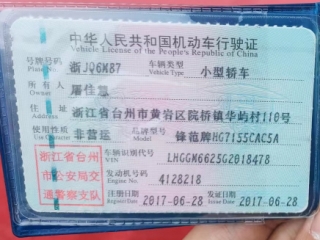 中华人民共和国机动车行驶证
Vehicle License of the People's Republic of China
号牌号码 浙JQ6M87 车辆类型 小型轿车
Plate No. Vehicle Type
所有人 屠佳慧
Owner
住址 浙江省台州市黄岩区院桥镇华屿村110号
Address
使用性质 非营运 品牌型号 锋范牌HG7155CAC5A
Use Character Model
浙江省台州 车辆识别代号 LHGGM6625G2018478
VIN
市公安局交 发动机号码 4128218
Engine No.
通警察支队 注册日期 2017-06-28 发证日期 2017-06-28
Register Date Issue Date